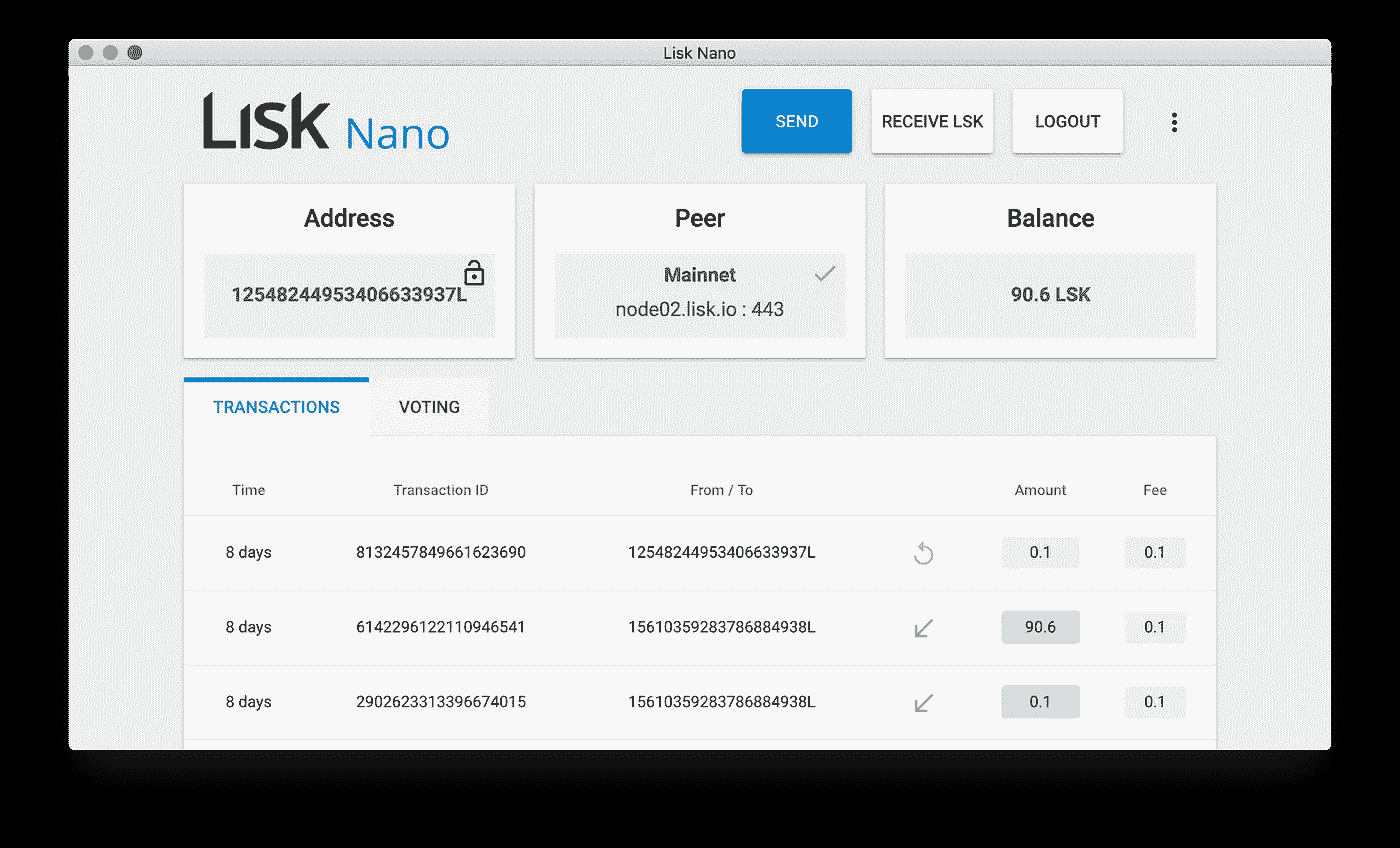 Lisk Nano
LISK Nano
SEND
RECEIVE LSK
LOGOUT
Address
12548244953406633937L
Peer
Mainnet
node02.lisk.io : 443
Balance
90.6 LSK
TRANSACTIONS
VOTING
Time Transaction ID From / To Amount Fee
8 days 8132457849661623690 12548244953406633937L 0.1 0.1
8 days 6142296122110946541 15610359283786884938L 90.6 0.1
8 days 2902623313396674015 15610359283786884938L 0.1 0.1